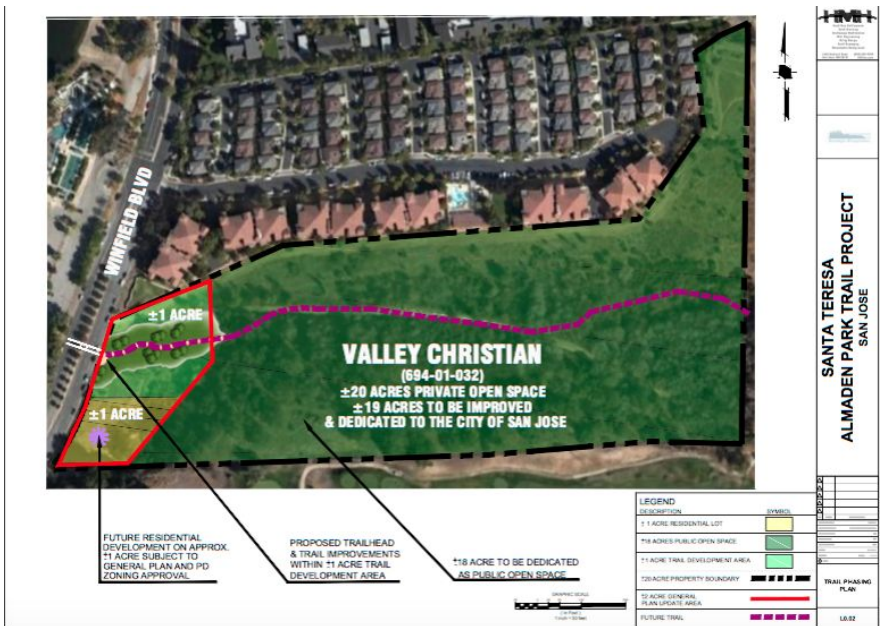 WINFIELD BLVD
±1 ACRE
±1 ACRE
VALLEY CHRISTIAN
(694-01-032)
±20 ACRES PRIVATE OPEN SPACE
±19 ACRES TO BE IMPROVED
& DEDICATED TO THE CITY OF SAN JOSE
FUTURE RESIDENTIAL
DEVELOPMENT ON APPROX.
±1 ACRE SUBJECT TO
GENERAL PLAN AND PD
ZONING APPROVAL
PROPOSED TRAILHEAD
& TRAIL IMPROVEMENTS
WITHIN ±1 ACRE TRAIL
DEVELOPMENT AREA
±18 ACRE TO BE DEDICATED
AS PUBLIC OPEN SPACE
GRAPHIC SCALE
LEGEND
DESCRIPTION SYMBOL
± 1 ACRE RESIDENTIAL LOT
±18 ACRES PUBLIC OPEN SPACE
±1 ACRE TRAIL DEVELOPMENT AREA
±20 ACRE PROPERTY BOUNDARY
±2 ACRE GENERAL
PLAN UPDATE AREA
FUTURE TRAIL
HMH
SANTA TERESA
ALMADEN PARK TRAIL PROJECT
SAN JOSE
TRAIL PHASING
PLAN
L0.02